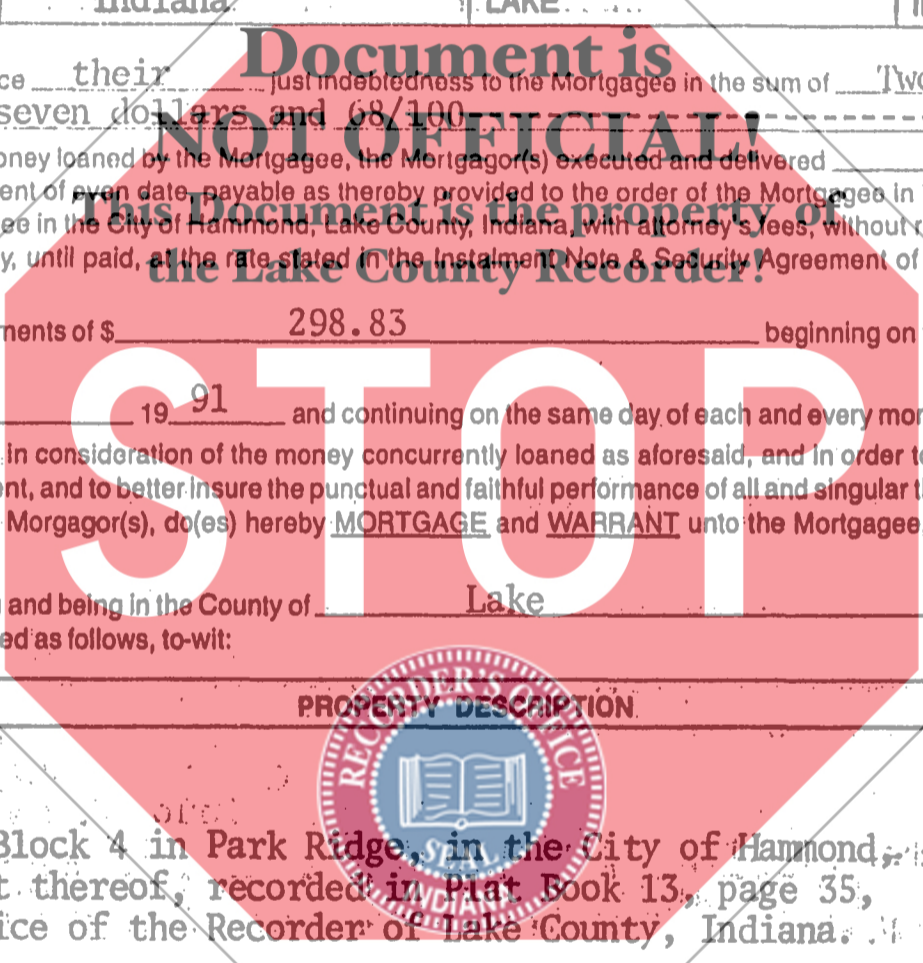 Indiana LAKE
Document is
ce their just indebtedness to the Mortgagee in the sum of Two
seven dollars and 68/100
NOT OFFICIAL!
oney loaned by the Mortgagee, the Mortgagor(s) executed and delivered
ent of even date, payable as thereby provided to the order of the Mortgagee in
This Document is the property of
ee in the City of Hammond, Lake County, Indiana, with attorney's fees, without
y, until paid, at the rate stated in the Instalment Note & Security Agreement of
the Lake County Recorder!
ments of $ 298.83 beginning on
STOP
19 91 and continuing on the same day of each and every mo
in consideration of the money concurrently loaned as aforesaid, and in order to
ent, and to better insure the punctual and faithful performance of all and singular t
Morgagor(s), do(es) hereby MORTGAGE and WARRANT unto the Mortgagee,
and being in the County of Lake
ed as follows, to-wit:
PROPERTY DESCRIPTION
RECORDER'S OFFICE
SEAL
INDIANA
Block 4 in Park Ridge, in the City of Hammond,
t thereof, recorded in Plat Book 13, page 35,
ice of the Recorder of Lake County, Indiana.